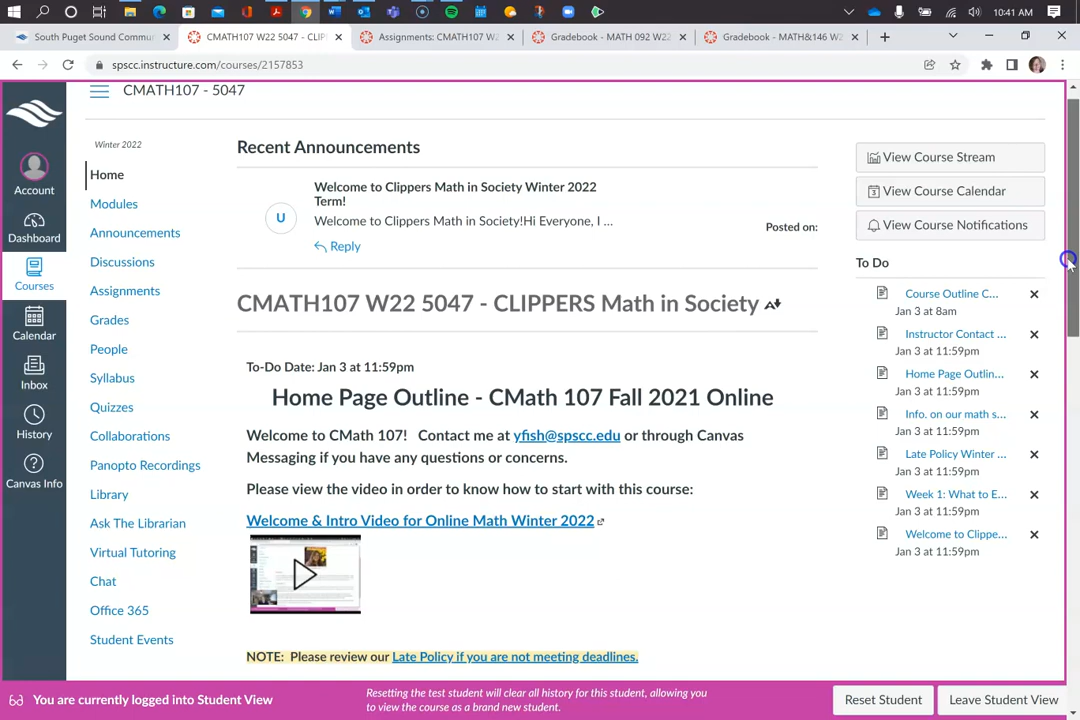 10:41 AM
South Puget Sound Commu
CMATH107 W22 5047 - CLIP
Assignments: CMATH107 W
Gradebook - MATH 092 W22
Gradebook - MATH&146 W2
spscc.instructure.com/courses/2157853
CMATH107 - 5047
Account
Dashboard
Courses
Calendar
Inbox
History
Canvas Info
Winter 2022
Home
Modules
Announcements
Discussions
Assignments
Grades
People
Syllabus
Quizzes
Collaborations
Panopto Recordings
Library
Ask The Librarian
Virtual Tutoring
Chat
Office 365
Student Events
Recent Announcements
U
Welcome to Clippers Math in Society Winter 2022
Term!
Welcome to Clippers Math in Society!Hi Everyone, I ...
Reply
Posted on:
CMATH107 W22 5047 - CLIPPERS Math in Society
To-Do Date: Jan 3 at 11:59pm
Home Page Outline - CMath 107 Fall 2021 Online
Welcome to CMath 107! Contact me at yfish@spscc.edu or through Canvas
Messaging if you have any questions or concerns.
Please view the video in order to know how to start with this course:
Welcome & Intro Video for Online Math Winter 2022
NOTE: Please review our Late Policy if you are not meeting deadlines.
View Course Stream
View Course Calendar
View Course Notifications
To Do
Course Outline C...
Jan 3 at 8am
Instructor Contact ...
Jan 3 at 11:59pm
Home Page Outlin...
Jan 3 at 11:59pm
Info. on our math s...
Jan 3 at 11:59pm
Late Policy Winter ...
Jan 3 at 11:59pm
Week 1: What to E...
Jan 3 at 11:59pm
Welcome to Clippe...
Jan 3 at 11:59pm
You are currently logged into Student View
Resetting the test student will clear all history for this student, allowing you
to view the course as a brand new student.
Reset Student
Leave Student View